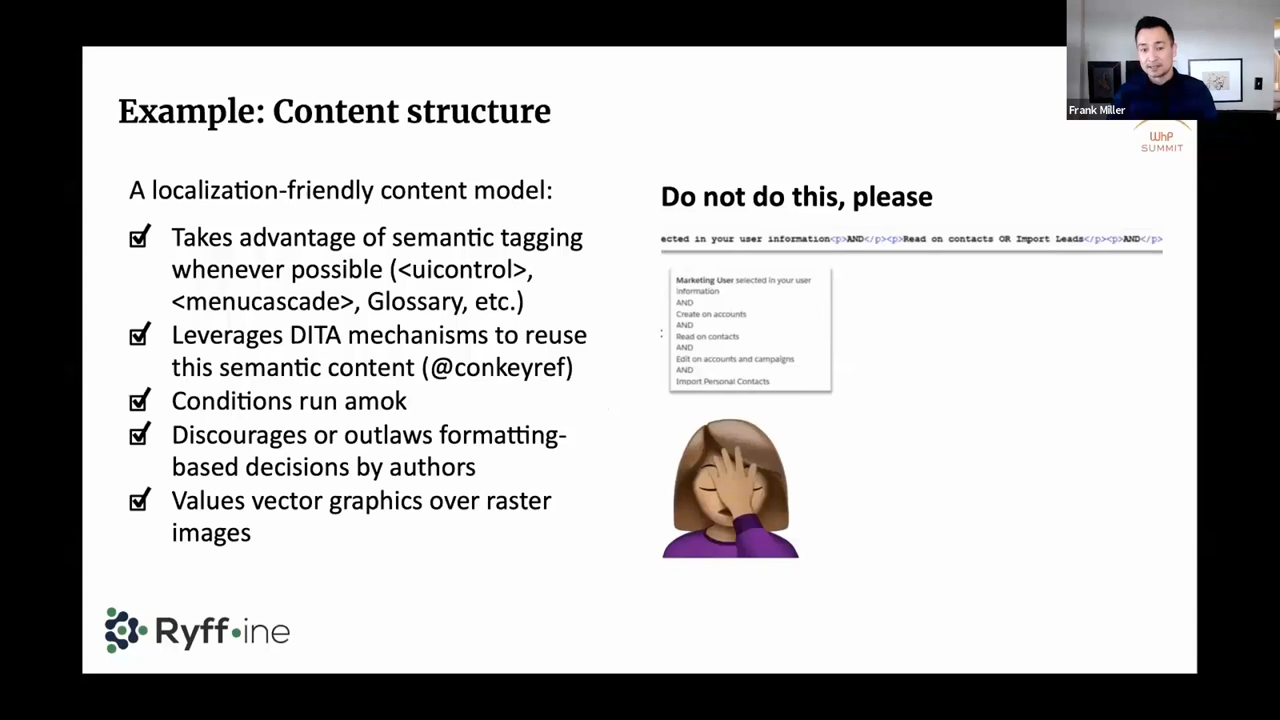 Frank Miller
WhP
SUMMIT
Example: Content structure
A localization-friendly content model:
Takes advantage of semantic tagging
whenever possible (<uicontrol>,
<menucascade>, Glossary, etc.)
Leverages DITA mechanisms to reuse
this semantic content (@conkeyref)
Conditions run amok
Discourages or outlaws formatting-
based decisions by authors
Values vector graphics over raster
images
Do not do this, please
ected in your user information<p>AND</p><p>Read on contacts OR Import Leads</p><p>AND</p>
Marketing User selected in your user
information
AND
Create on accounts
AND
:
Read on contacts
AND
Edit on accounts and campaigns
AND
Import Personal Contacts
Ryff•ine